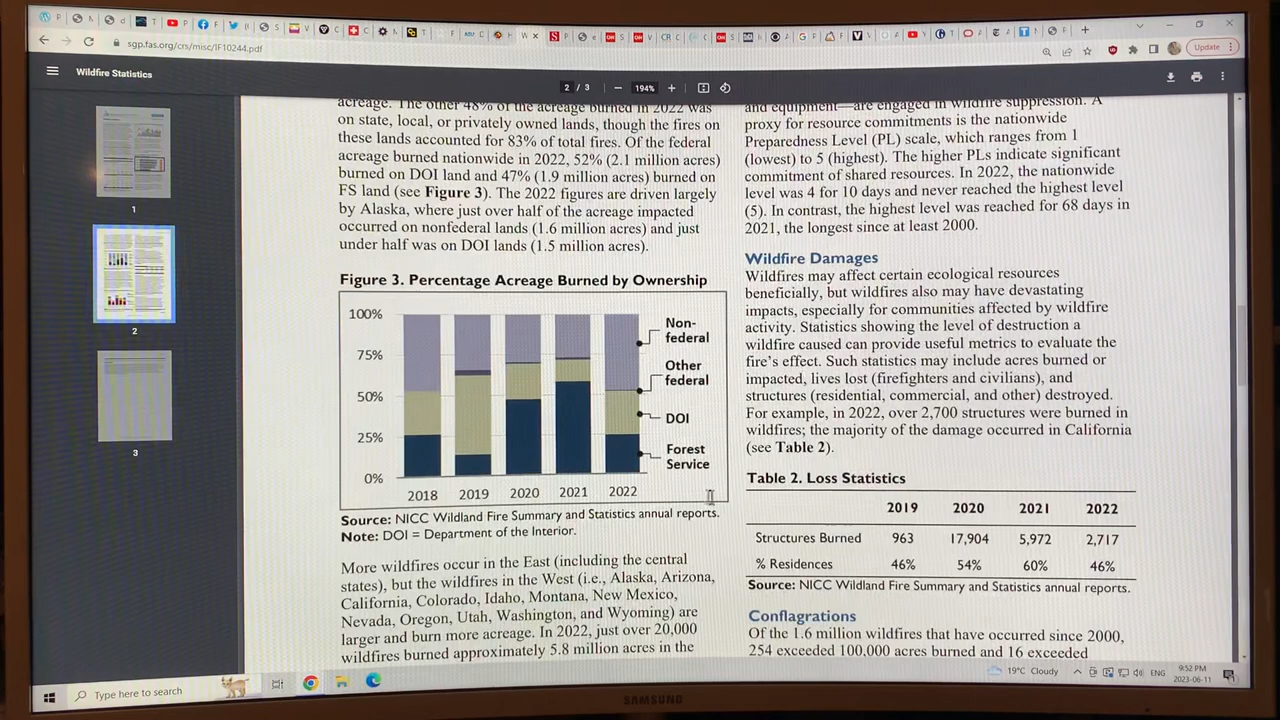 sgp.fas.org/crs/misc/IF10244.pdf
Update
Wildfire Statistics
2 / 3
194%
1
2
3
acreage. The other 48% of the acreage burned in 2022 was
on state, local, or privately owned lands, though the fires on
these lands accounted for 83% of total fires. Of the federal
acreage burned nationwide in 2022, 52% (2.1 million acres)
burned on DOI land and 47% (1.9 million acres) burned on
FS land (see Figure 3). The 2022 figures are driven largely
by Alaska, where just over half of the acreage impacted
occurred on nonfederal lands (1.6 million acres) and just
under half was on DOI lands (1.5 million acres).
Figure 3. Percentage Acreage Burned by Ownership
100%
75%
50%
25%
0%
Non-
federal
Other
federal
DOI
Forest
Service
2018 2019 2020 2021 2022
Source: NICC Wildland Fire Summary and Statistics annual reports.
Note: DOI = Department of the Interior.
More wildfires occur in the East (including the central
states), but the wildfires in the West (i.e., Alaska, Arizona,
California, Colorado, Idaho, Montana, New Mexico,
Nevada, Oregon, Utah, Washington, and Wyoming) are
larger and burn more acreage. In 2022, just over 20,000
wildfires burned approximately 5.8 million acres in the
and equipment—are engaged in wildfire suppression. A
proxy for resource commitments is the nationwide
Preparedness Level (PL) scale, which ranges from 1
(lowest) to 5 (highest). The higher PLs indicate significant
commitment of shared resources. In 2022, the nationwide
level was 4 for 10 days and never reached the highest level
(5). In contrast, the highest level was reached for 68 days in
2021, the longest since at least 2000.
Wildfire Damages
Wildfires may affect certain ecological resources
beneficially, but wildfires also may have devastating
impacts, especially for communities affected by wildfire
activity. Statistics showing the level of destruction a
wildfire caused can provide useful metrics to evaluate the
fire's effect. Such statistics may include acres burned or
impacted, lives lost (firefighters and civilians), and
structures (residential, commercial, and other) destroyed.
For example, in 2022, over 2,700 structures were burned in
wildfires; the majority of the damage occurred in California
(see Table 2).
Table 2. Loss Statistics
2019 2020 2021 2022
Structures Burned 963 17,904 5,972 2,717
% Residences 46% 54% 60% 46%
Source: NICC Wildland Fire Summary and Statistics annual reports.
Conflagrations
Of the 1.6 million wildfires that have occurred since 2000,
254 exceeded 100,000 acres burned and 16 exceeded
Type here to search
19°C Cloudy
ENG
9:52 PM
2023-06-11
SAMSUNG